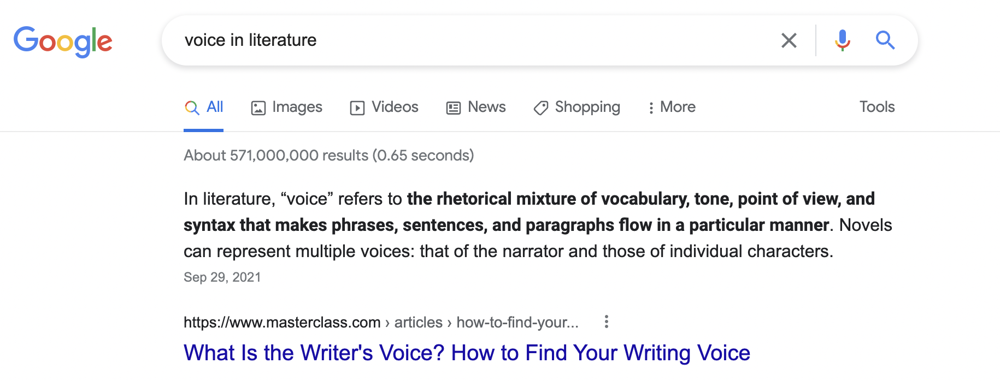 Google
voice in literature
All Images Videos News Shopping More Tools
About 571,000,000 results (0.65 seconds)
In literature, “voice” refers to the rhetorical mixture of vocabulary, tone, point of view, and
syntax that makes phrases, sentences, and paragraphs flow in a particular manner. Novels
can represent multiple voices: that of the narrator and those of individual characters.
Sep 29, 2021
https://www.masterclass.com › articles › how-to-find-your...
What Is the Writer's Voice? How to Find Your Writing Voice